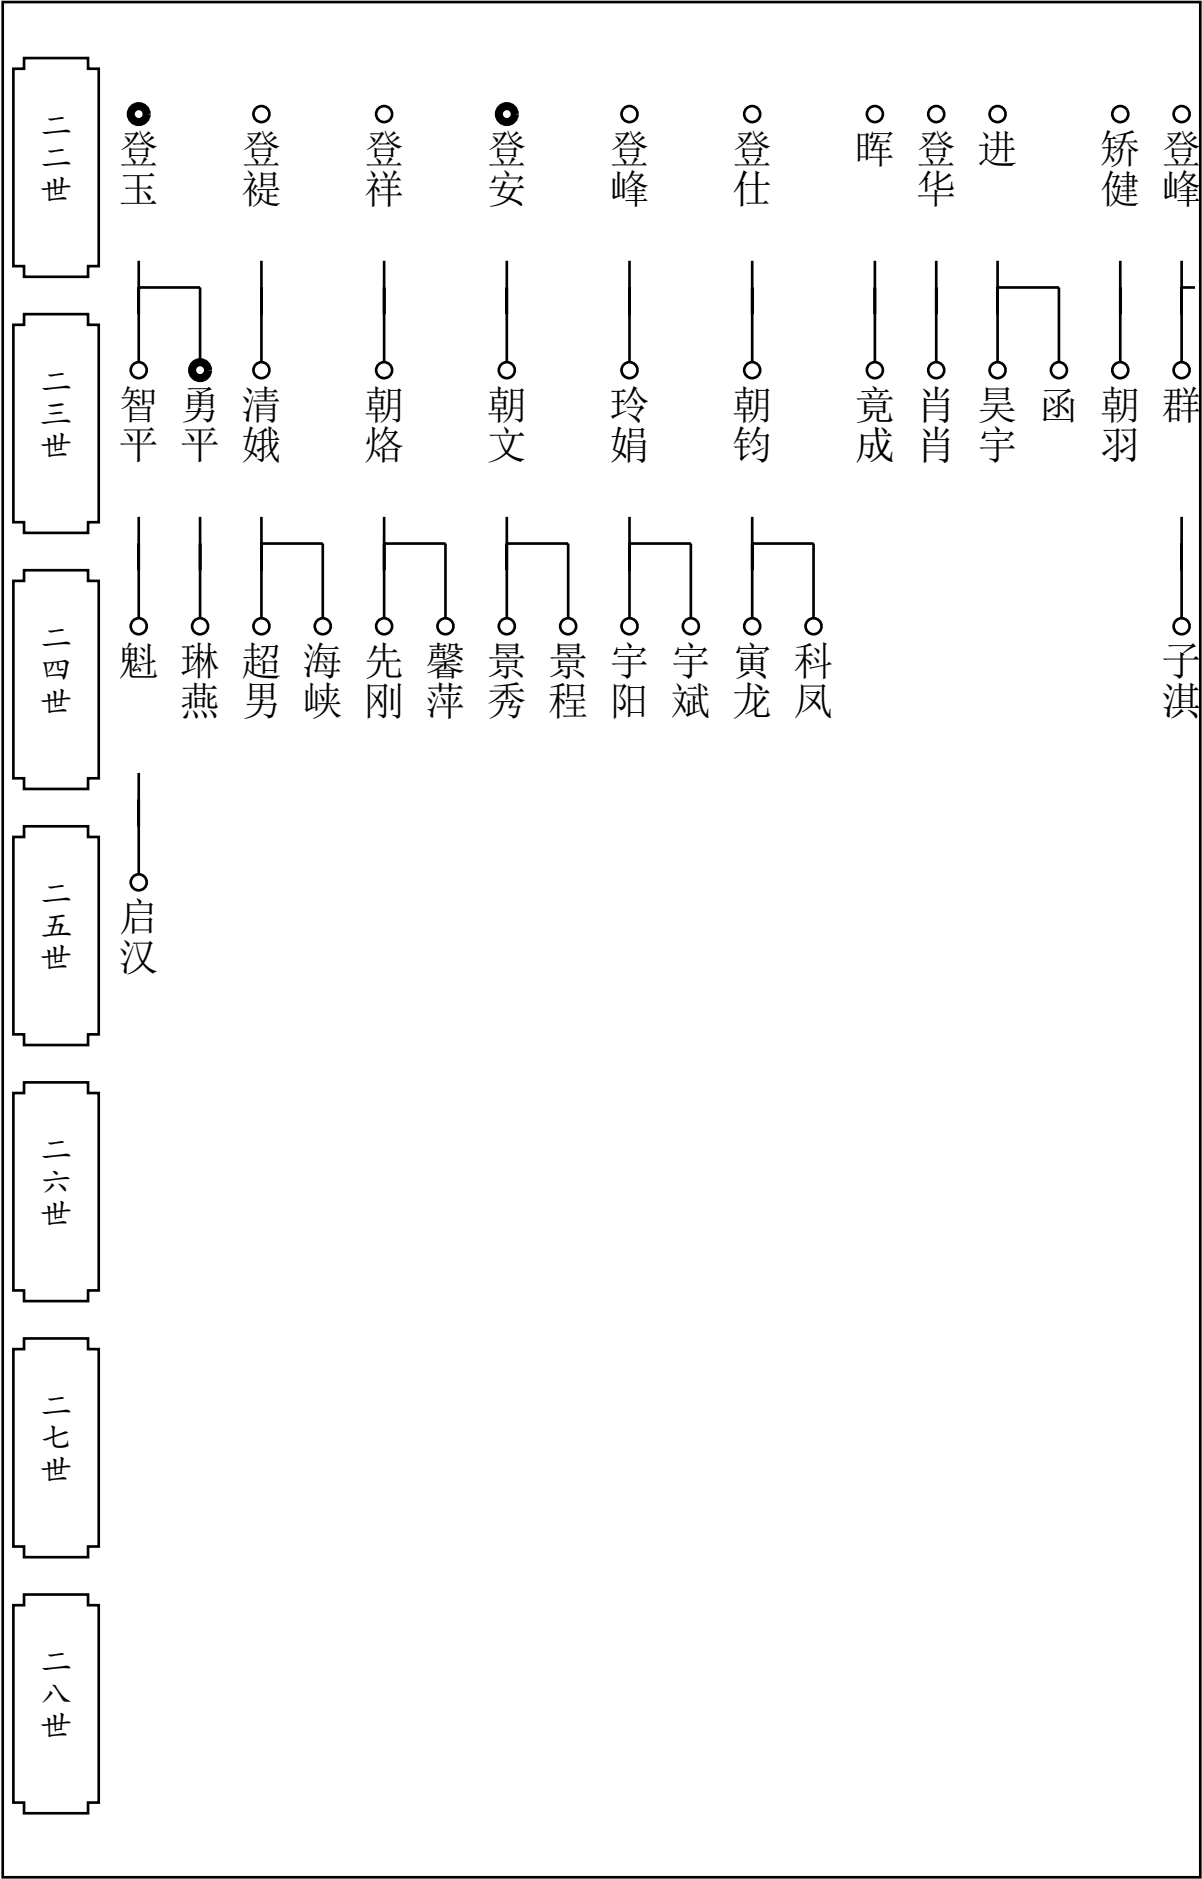 二二世
登玉
登褆
登祥
登安
登峰
登仕
晖
登华
进
矫健
登峰
二三世
智平
勇平
清娥
朝烙
朝文
玲娟
朝钧
竟成
肖肖
昊宇
函
朝羽
群
二四世
魁
琳燕
超男
海峡
先刚
馨萍
景秀
景程
宇阳
宇斌
寅龙
科凤
子淇
二五世
启汉
二六世
二七世
二八世